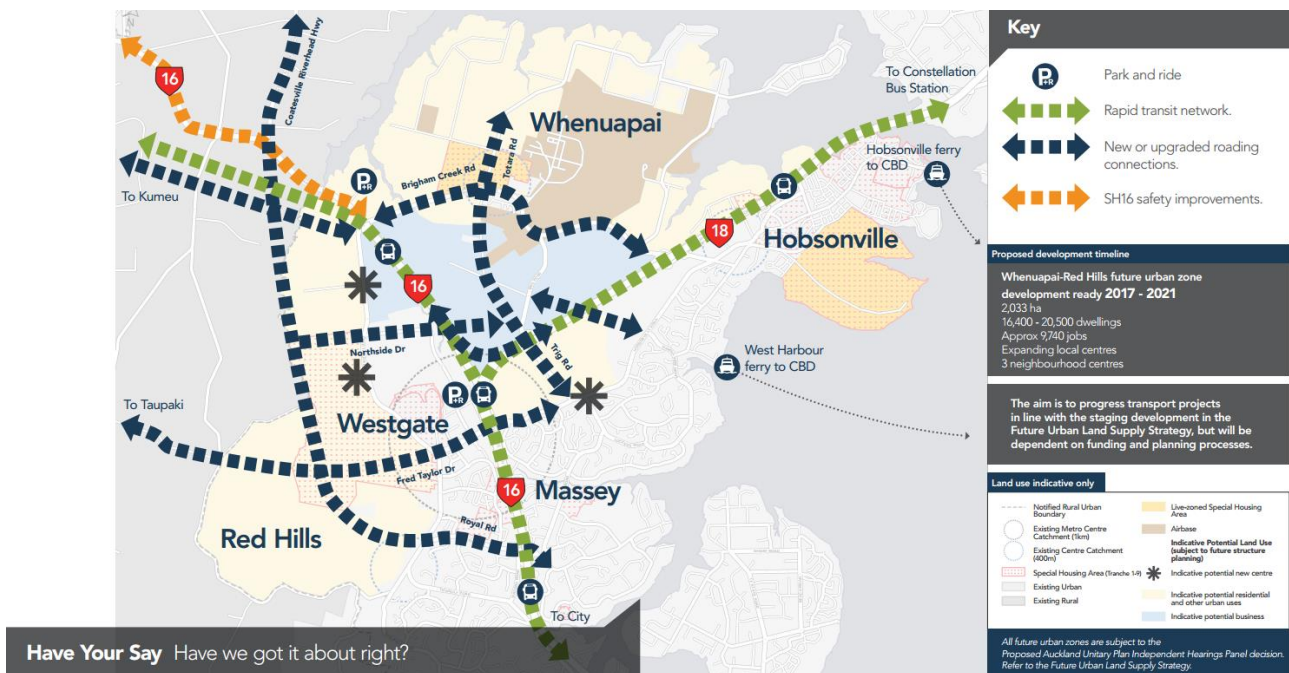 Key
Park and ride
Rapid transit network.
New or upgraded roading
connections.
SH16 safety improvements.
Proposed development timeline
Whenuapai-Red Hills future urban zone
development ready 2017 - 2021
2,033 ha
16,400 - 20,500 dwellings
Approx 9,740 jobs
Expanding local centres
3 neighbourhood centres
The aim is to progress transport projects
in line with the staging development in the
Future Urban Land Supply Strategy, but will be
dependent on funding and planning processes.
Land use indicative only
Notified Rural Urban
Boundary
Existing Metro Centre
Catchment (1km)
Existing Centre Catchment
(400m)
Special Housing Area (Tranche 1-9)
Existing Urban
Existing Rural
Live-zoned Special Housing
Area
Airbase
Indicative Potential Land Use
(subject to future structure
planning)
Indicative potential new centre
Indicative potential residential
and other urban uses
Indicative potential business
All future urban zones are subject to the
Proposed Auckland Unitary Plan Independent Hearings Panel decision.
Refer to the Future Urban Land Supply Strategy.
16
Coatesville Riverhead Hwy
To Constellation
Bus Station
Whenuapai
Hobsonville ferry
to CBD
Totara Rd
Brigham Creek Rd
P+R
To Kumeu
18
Hobsonville
16
Northside Dr
Trig Rd
West Harbour
ferry to CBD
P+R
To Taupaki
Westgate
Fred Taylor Dr
16
Massey
Royal Rd
Red Hills
To City
Have Your Say Have we got it about right?